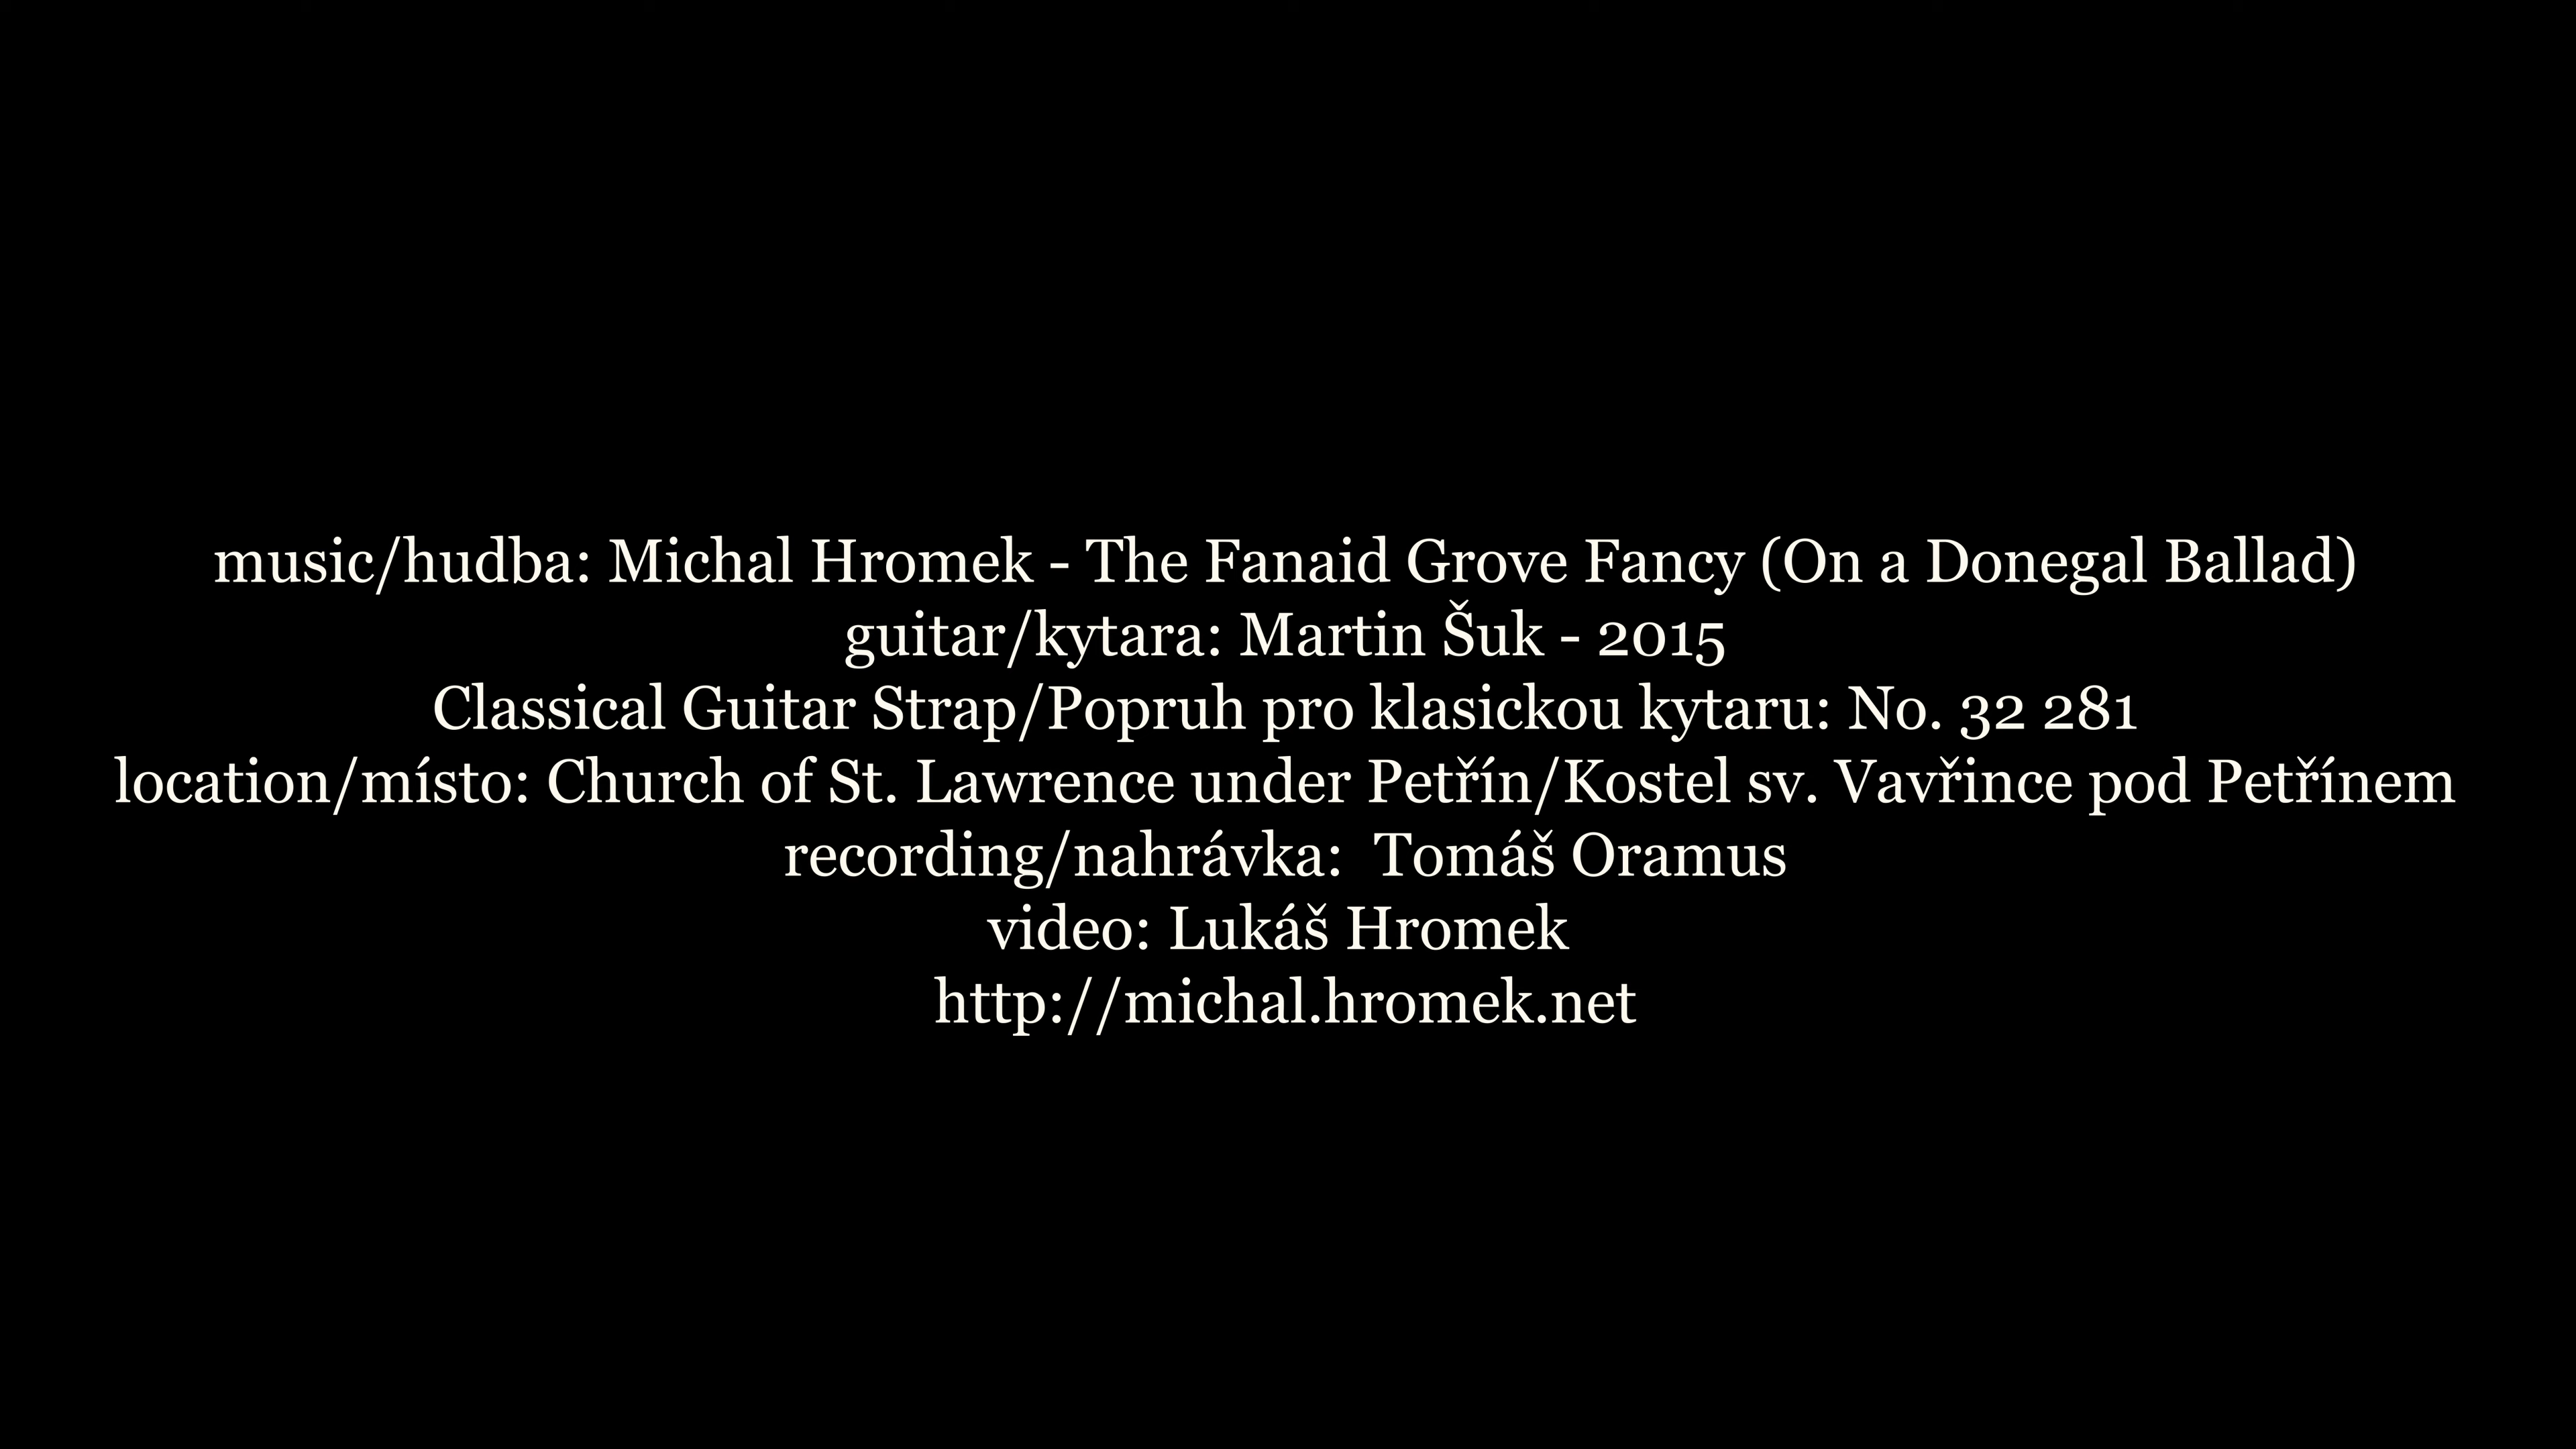 music/hudba: Michal Hromek - The Fanaid Grove Fancy (On a Donegal Ballad)
guitar/kytara: Martin Šuk - 2015
Classical Guitar Strap/Popruh pro klasickou kytaru: No. 32 281
location/místo: Church of St. Lawrence under Petřín/Kostel sv. Vavřince pod Petřínem
recording/nahrávka:  Tomáš Oramus
video: Lukáš Hromek
http://michal.hromek.net